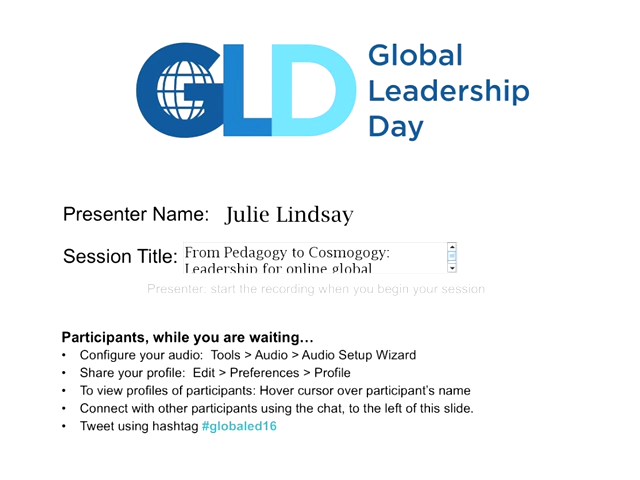 GLD
Global
Leadership
Day
Presenter Name: Julie Lindsay
Session Title: From Pedagogy to Cosmogogy:
Leadership for online global
Presenter. start the recording when you begin your session
Participants, while you are waiting…
• Configure your audio: Tools > Audio > Audio Setup Wizard
• Share your profile: Edit > Preferences > Profile
• To view profiles of participants: Hover cursor over participant's name
• Connect with other participants using the chat, to the left of this slide.
• Tweet using hashtag #globaled16